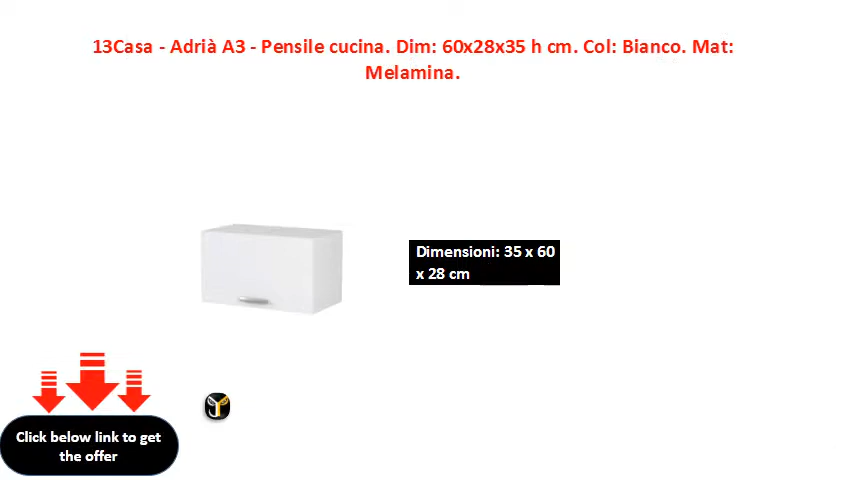 13Casa - Adrià A3 - Pensile cucina. Dim: 60x28x35 h cm. Col: Bianco. Mat:
Melamina.
Dimensioni: 35 x 60
x 28 cm
Click below link to get
the offer